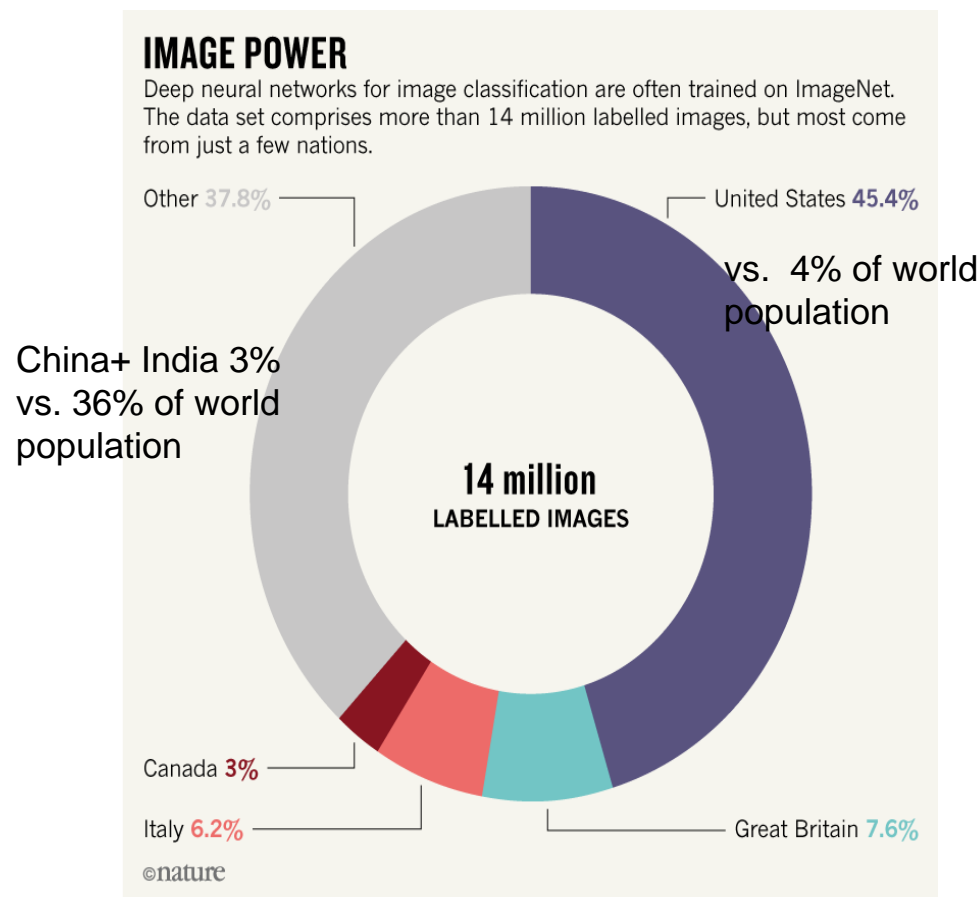 IMAGE POWER
Deep neural networks for image classification are often trained on ImageNet.
The data set comprises more than 14 million labelled images, but most come
from just a few nations.
Other 37.8%
United States 45.4%
vs.  4% of world
population
China+ India 3%
vs. 36% of world
population
14 million
LABELLED IMAGES
Canada 3%
Italy 6.2%
Great Britain 7.6%
©nature